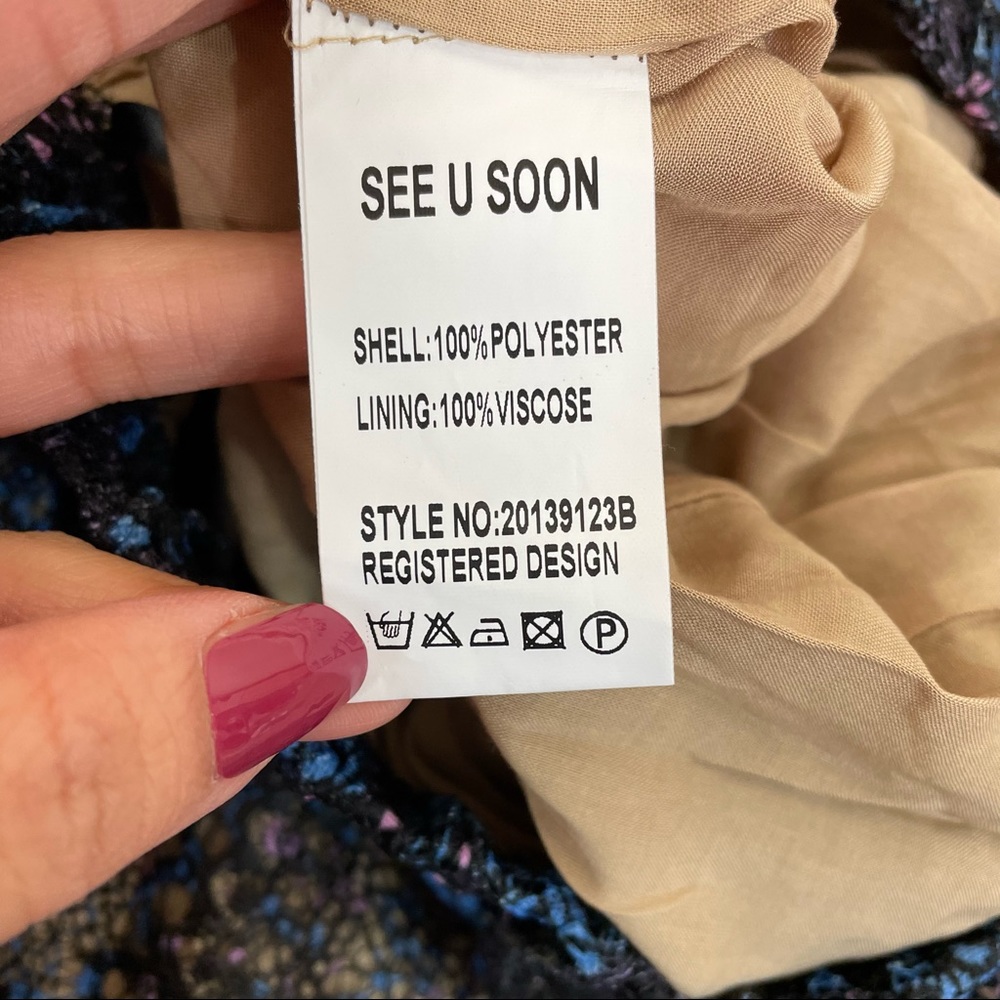 SEE U SOON
SHELL:100%POLYESTER
LINING:100%VISCOSE
STYLE NO:20139123B
REGISTERED DESIGN
P